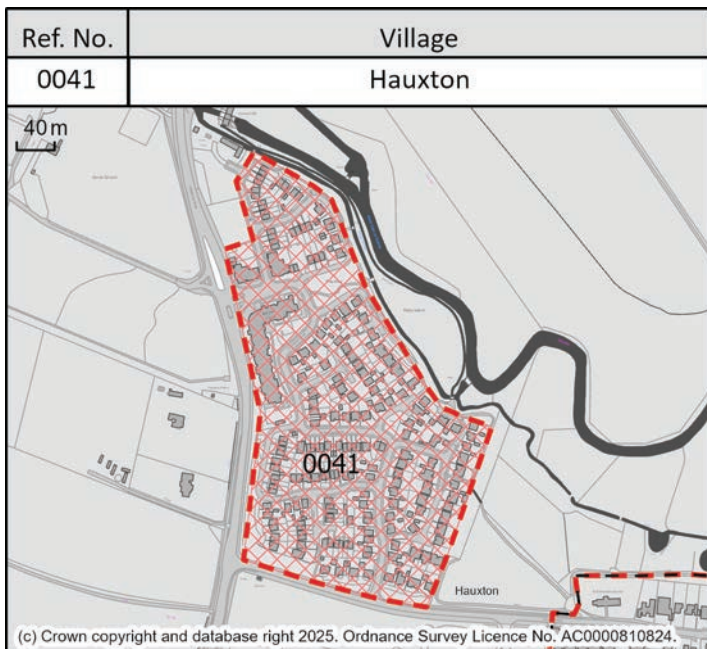 Ref. No. Village
0041 Hauxton
40 m
0041
Hauxton
(c) Crown copyright and database right 2025. Ordnance Survey Licence No. AC0000810824.